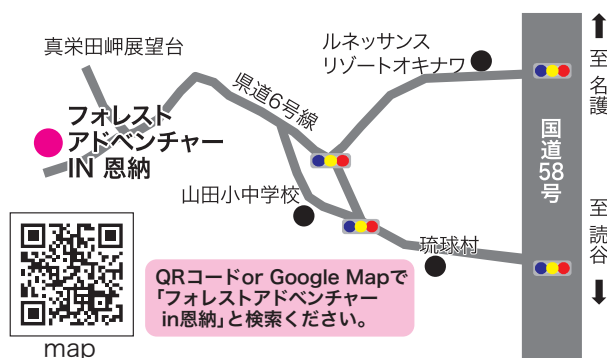 真栄田岬展望台
ルネッサンス
リゾートオキナワ
至 名護
県道6号線
フォレスト
アドベンチャー
IN 恩納
国道58号
山田小中学校
琉球村
至 読谷
QRコードor Google Mapで
「フォレストアドベンチャー
in恩納」と検索ください。
map